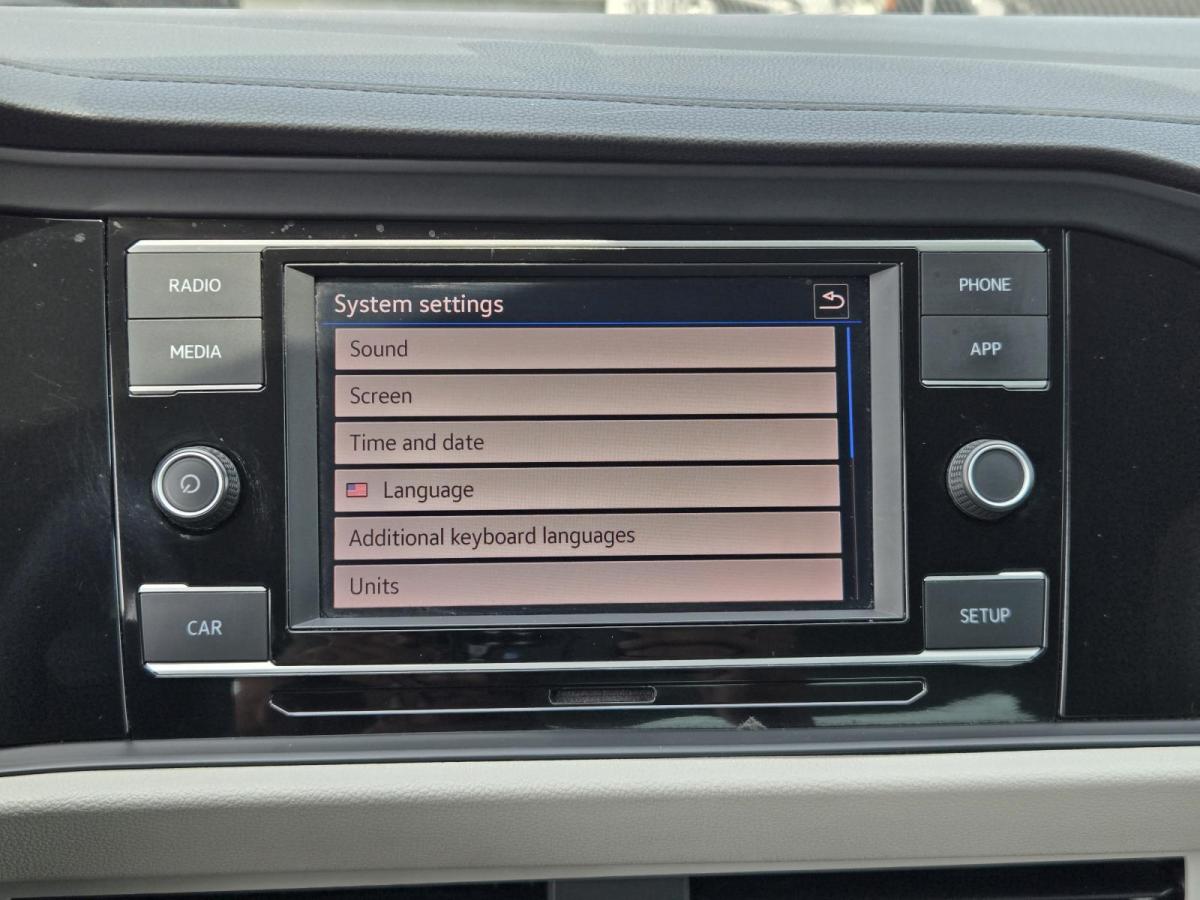 RADIO
MEDIA
CAR
System settings
Sound
Screen
Time and date
Language
Additional keyboard languages
Units
PHONE
APP
SETUP